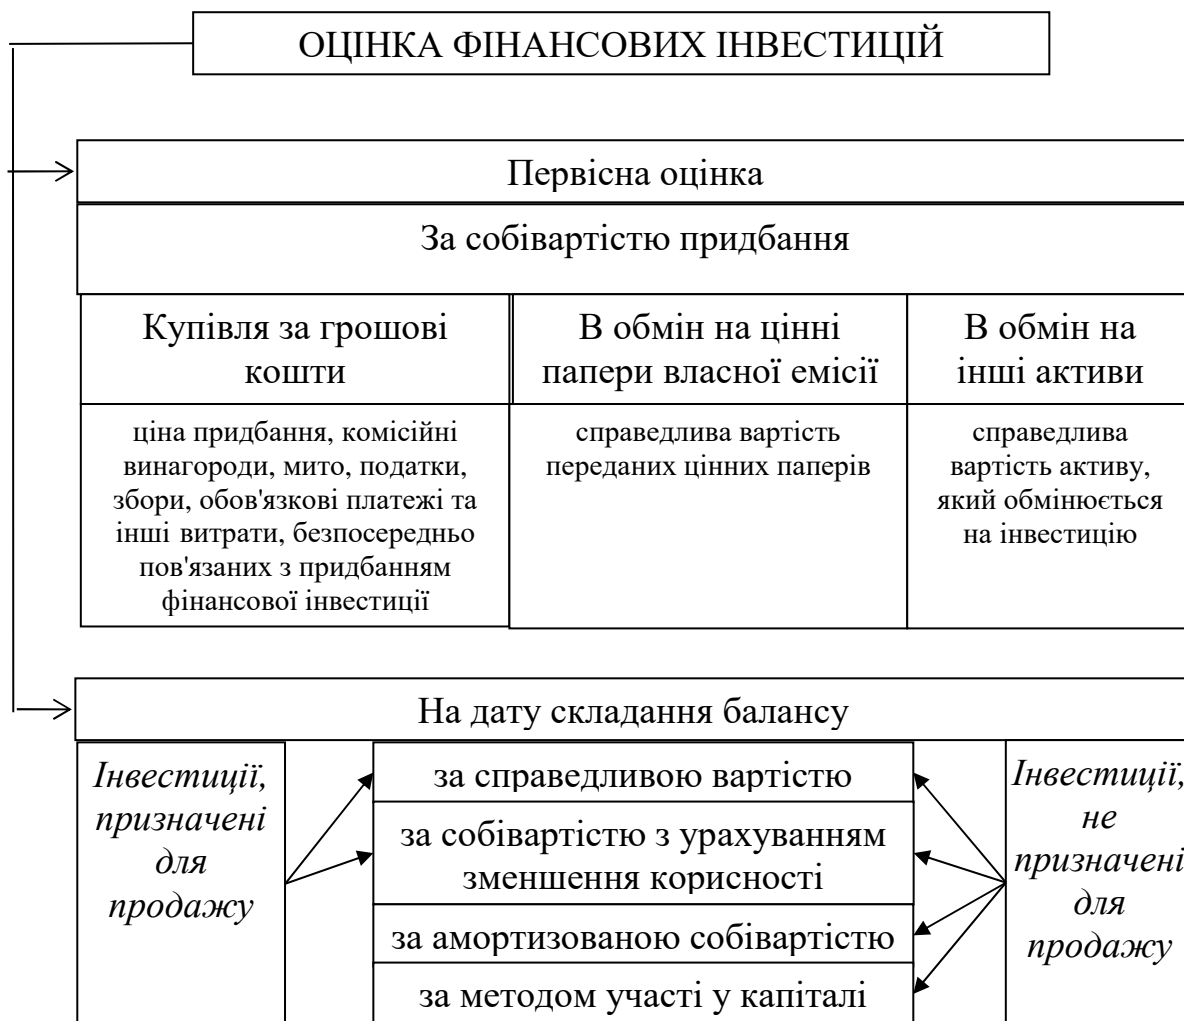 ОЦІНКА ФІНАНСОВИХ ІНВЕСТИЦІЙ
Первісна оцінка
За собівартістю придбання
Купівля за грошові
кошти
В обмін на цінні
папери власної емісії
В обмін на
інші активи
ціна придбання, комісійні
винагороди, мито, податки,
збори, обов'язкові платежі та
інші витрати, безпосередньо
пов'язаних з придбанням
фінансової інвестиції
справедлива вартість
переданих цінних паперів
справедлива
вартість активу,
який обмінюється
на інвестицію
На дату складання балансу
Інвестиції,
призначені
для
продажу
за справедливою вартістю
за собівартістю з урахуванням
зменшення корисності
за амортизованою собівартістю
за методом участі у капіталі
Інвестиції,
не
призначені
для
продажу